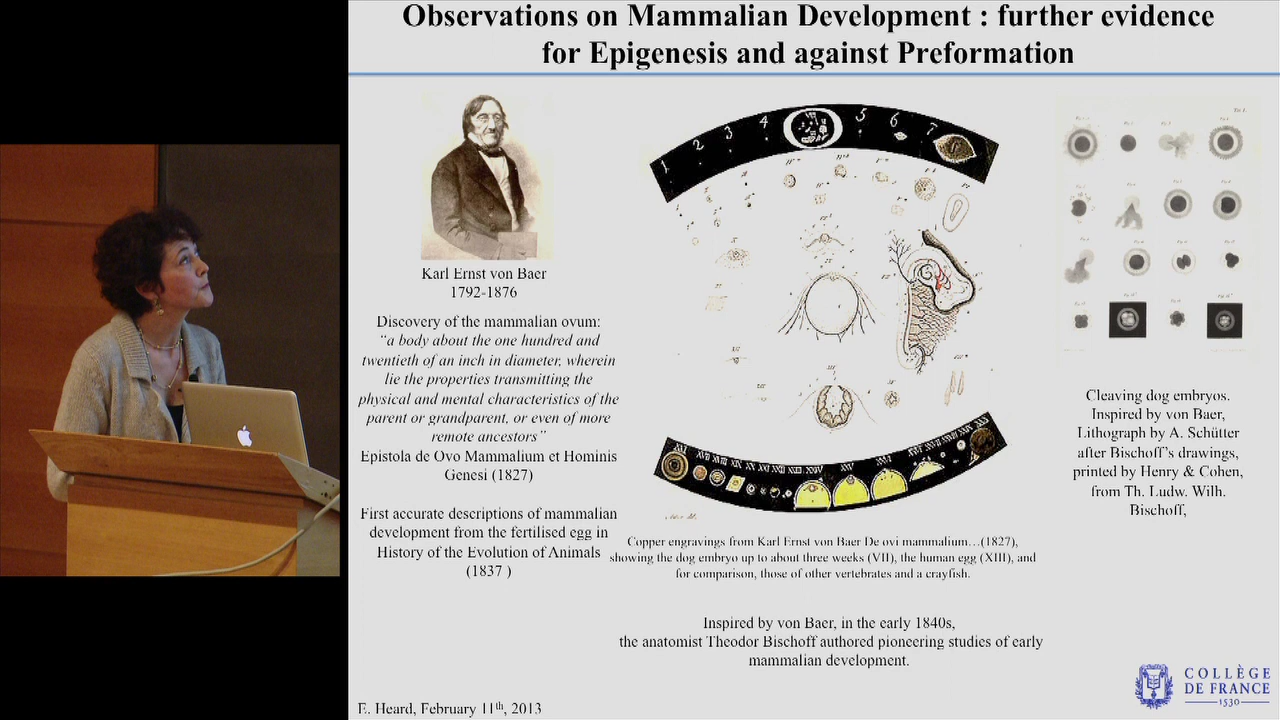 Observations on Mammalian Development : further evidence
for Epigenesis and against Preformation
Karl Ernst von Baer
1792-1876
Discovery of the mammalian ovum:
"a body about the one hundred and
twentieth of an inch in diameter, wherein
lie the properties transmitting the
physical and mental characteristics of the
parent or grandparent, or even of more
remote ancestors"
Epistola de Ovo Mammalium et Hominis
Genesi (1827)
First accurate descriptions of mammalian
development from the fertilised egg in
History of the Evolution of Animals
(1837 )
1 2 3 4 5 6 7
Copper engravings from Karl Ernst von Baer De ovi mammalium…(1827),
showing the dog embryo up to about three weeks (VII), the human egg (XIII), and
for comparison, those of other vertebrates and a crayfish.
Cleaving dog embryos.
Inspired by von Baer,
Lithograph by A. Schütter
after Bischoff's drawings,
printed by Henry & Cohen,
from Th. Ludw. Wilh.
Bischoff,
Inspired by von Baer, in the early 1840s,
the anatomist Theodor Bischoff authored pioneering studies of early
mammalian development.
E. Heard, February 11th, 2013
COLLÈGE
DE FRANCE
1530